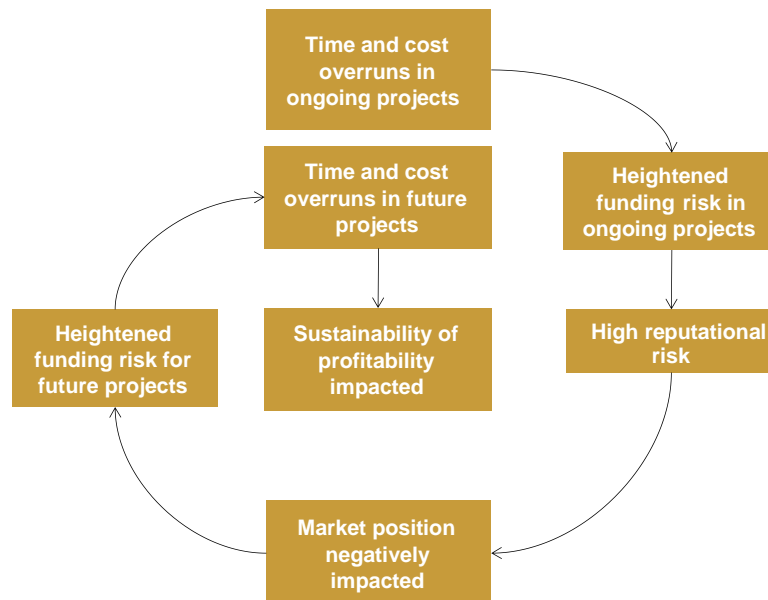 Time and cost
overruns in
ongoing projects
Heightened
funding risk in
ongoing projects
High reputational
risk
Market position
negatively
impacted
Heightened
funding risk for
future projects
Time and cost
overruns in future
projects
Sustainability of
profitability
impacted